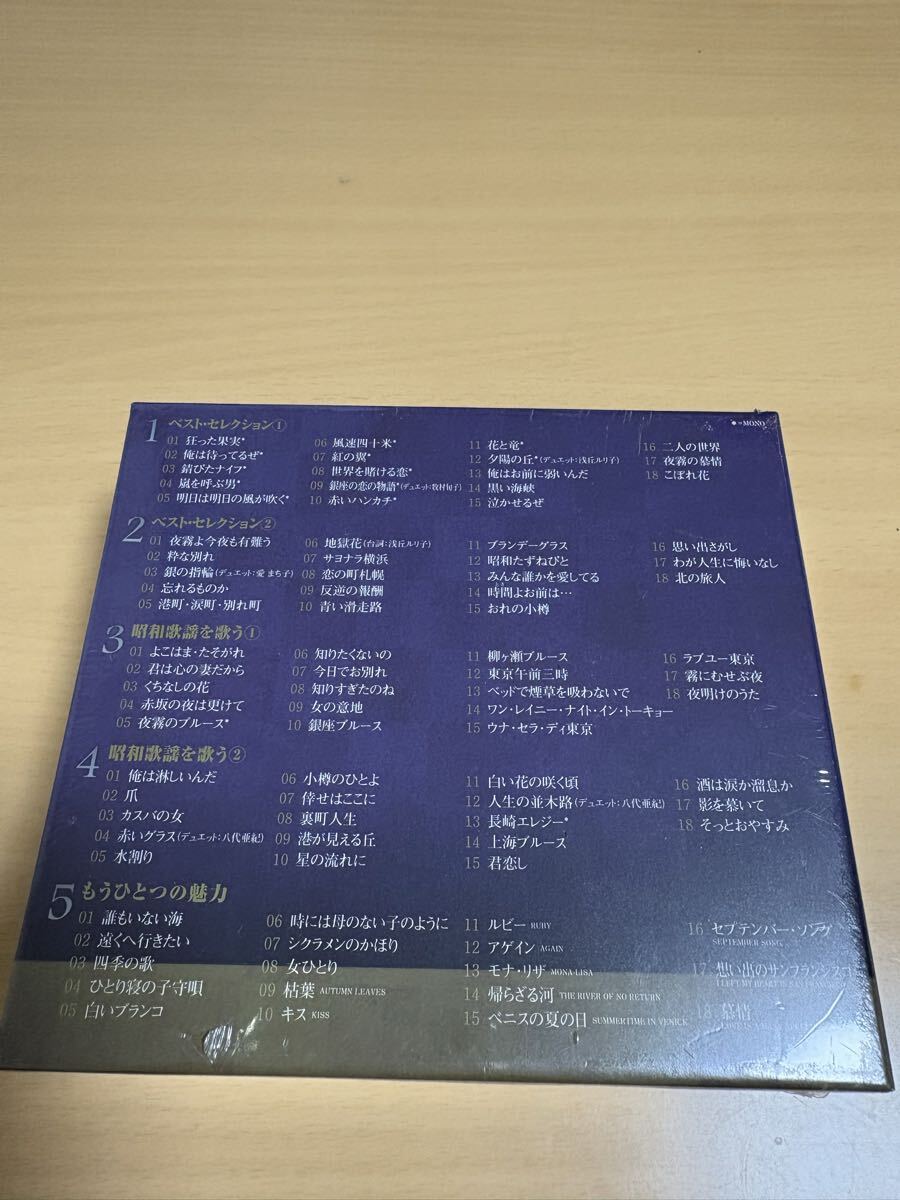 1 ベスト・セレクション①
01 狂った果実*
02 俺は待ってるぜ*
03 錆びたナイフ*
04 嵐を呼ぶ男*
05 明日は明日の風が吹く*
06 風速四十米*
07 紅の翼*
08 世界を賭ける恋*
09 銀座の恋の物語*(デュエット:牧村旬子)
10 赤いハンカチ*
11 花と竜*
12 夕陽の丘*(デュエット:浅丘ルリ子)
13 俺はお前に弱いんだ
14 黒い海峡
15 泣かせるぜ
16 二人の世界
17 夜霧の慕情
18 こぼれ花
*=MONO
2 ベスト・セレクション②
01 夜霧よ今夜も有難う
02 粋な別れ
03 銀の指輪(デュエット:愛 まち子)
04 忘れるものか
05 港町・涙町・別れ町
06 地獄花(台詞:浅丘ルリ子)
07 サヨナラ横浜
08 恋の町札幌
09 反逆の報酬
10 青い滑走路
11 ブランデーグラス
12 昭和たずねびと
13 みんな誰かを愛してる
14 時間よお前は…
15 おれの小樽
16 思い出さがし
17 わが人生に悔いなし
18 北の旅人
3 昭和歌謡を歌う①
01 よこはま・たそがれ
02 君は心の妻だから
03 くちなしの花
04 赤坂の夜は更けて
05 夜霧のブルース*
06 知りたくないの
07 今日でお別れ
08 知りすぎたのね
09 女の意地
10 銀座ブルース
11 柳ヶ瀬ブルース
12 東京午前三時
13 ベッドで煙草を吸わないで
14 ワン・レイニー・ナイト・イン・トーキョー
15 ウナ・セラ・ディ東京
16 ラブユー東京
17 霧にむせぶ夜
18 夜明けのうた
4 昭和歌謡を歌う②
01 俺は淋しいんだ
02 爪
03 カスバの女
04 赤いグラス(デュエット:八代亜紀)
05 水割り
06 小樽のひとよ
07 倖せはここに
08 裏町人生
09 港が見える丘
10 星の流れに
11 白い花の咲く頃
12 人生の並木路(デュエット:八代亜紀)
13 長崎エレジー*
14 上海ブルース
15 君恋し
16 酒は涙か溜息か
17 影を慕いて
18 そっとおやすみ
5 もうひとつの魅力
01 誰もいない海
02 遠くへ行きたい
03 四季の歌
04 ひとり寝の子守唄
05 白いブランコ
06 時には母のない子のように
07 シクラメンのかほり
08 女ひとり
09 枯葉 AUTUMN LEAVES
10 キス KISS
11 ルビー RUBY
12 アゲイン AGAIN
13 モナ・リザ MONA-LISA
14 帰らざる河 THE RIVER OF NO RETURN
15 ベニスの夏の日 SUMMERTIME IN VENICE
16 セプテンバー・ソング
SEPTEMBER SONG
17 想い出のサンフランシスコ
I LEFT MY HEART IN
18 慕情